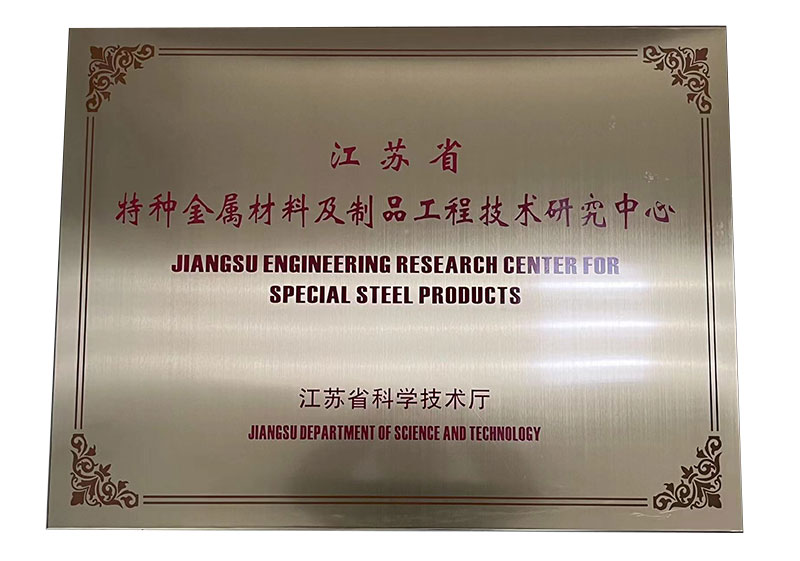 江苏省
特种金属材料及制品工程技术研究中心
JIANGSU ENGINEERING RESEARCH CENTER FOR
SPECIAL STEEL PRODUCTS
江苏省科学技术厅
JIANGSU DEPARTMENT OF SCIENCE AND TECHNOLOGY